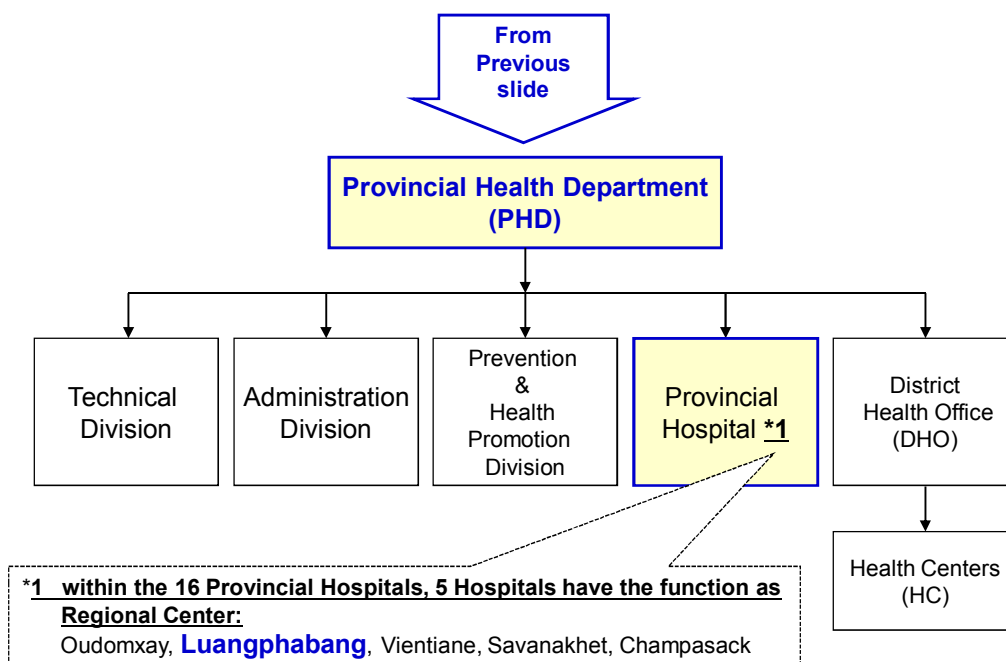 From
Previous
slide
Provincial Health Department
(PHD)
Technical
Division
Administration
Division
Prevention
&
Health
Promotion
Division
Provincial
Hospital *1
District
Health Office
(DHO)
Health Centers
(HC)
*1 within the 16 Provincial Hospitals, 5 Hospitals have the function as
Regional Center:
Oudomxay, Luangphabang, Vientiane, Savanakhet, Champasack